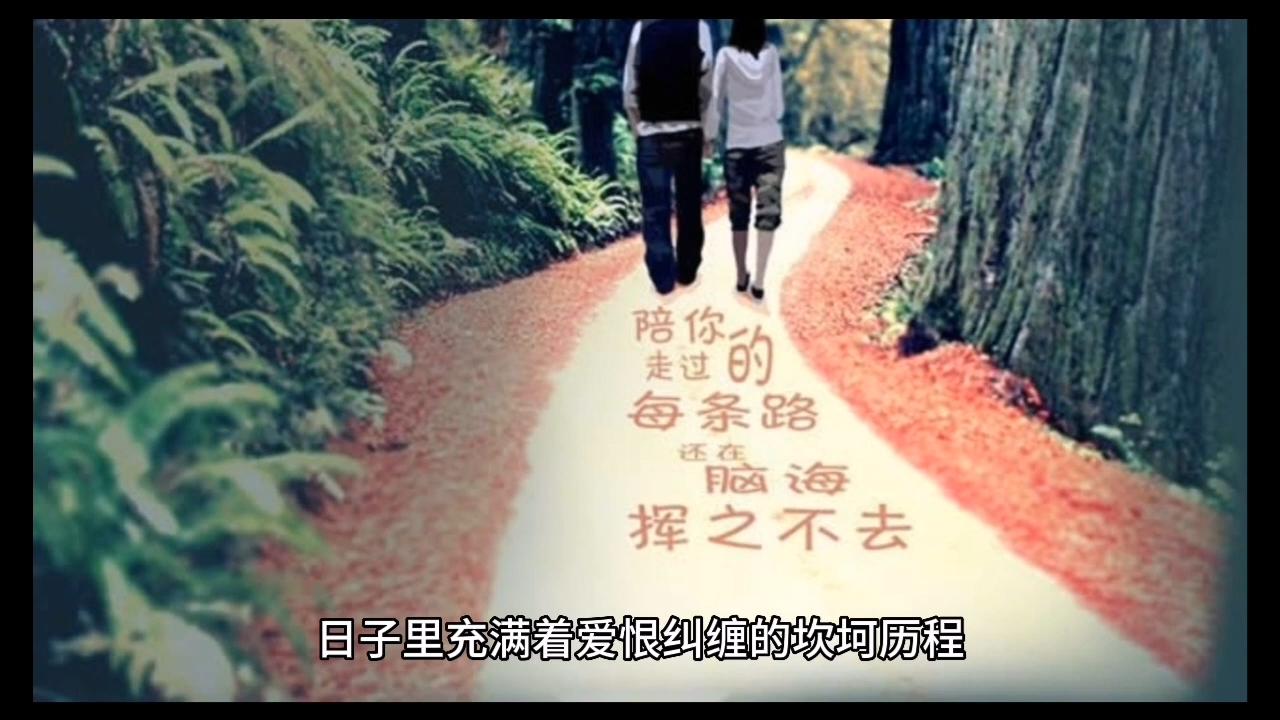 陪你的
走过
每条路
还在
脑海
挥之不去
日子里充满着爱恨纠缠的坎坷历程